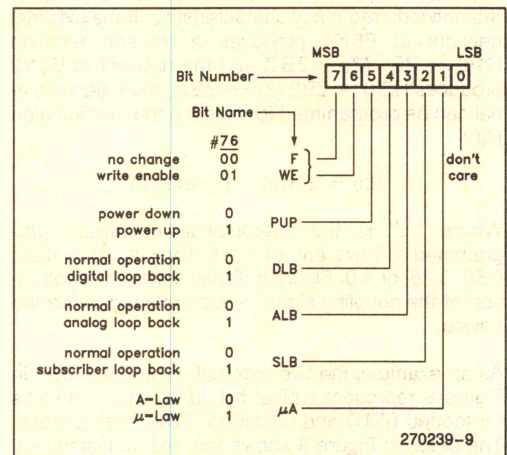 MSB LSB
Bit Number 7 6 5 4 3 2 1 0
Bit Name
#76
no change 00 F
write enable 01 WE
don't
care
power down 0
power up 1
PUP
normal operation 0
digital loop back 1
DLB
normal operation 0
analog loop back 1
ALB
normal operation 0
subscriber loop back 1
SLB
A-Law 0
μ-Law 1
μA
270239-9